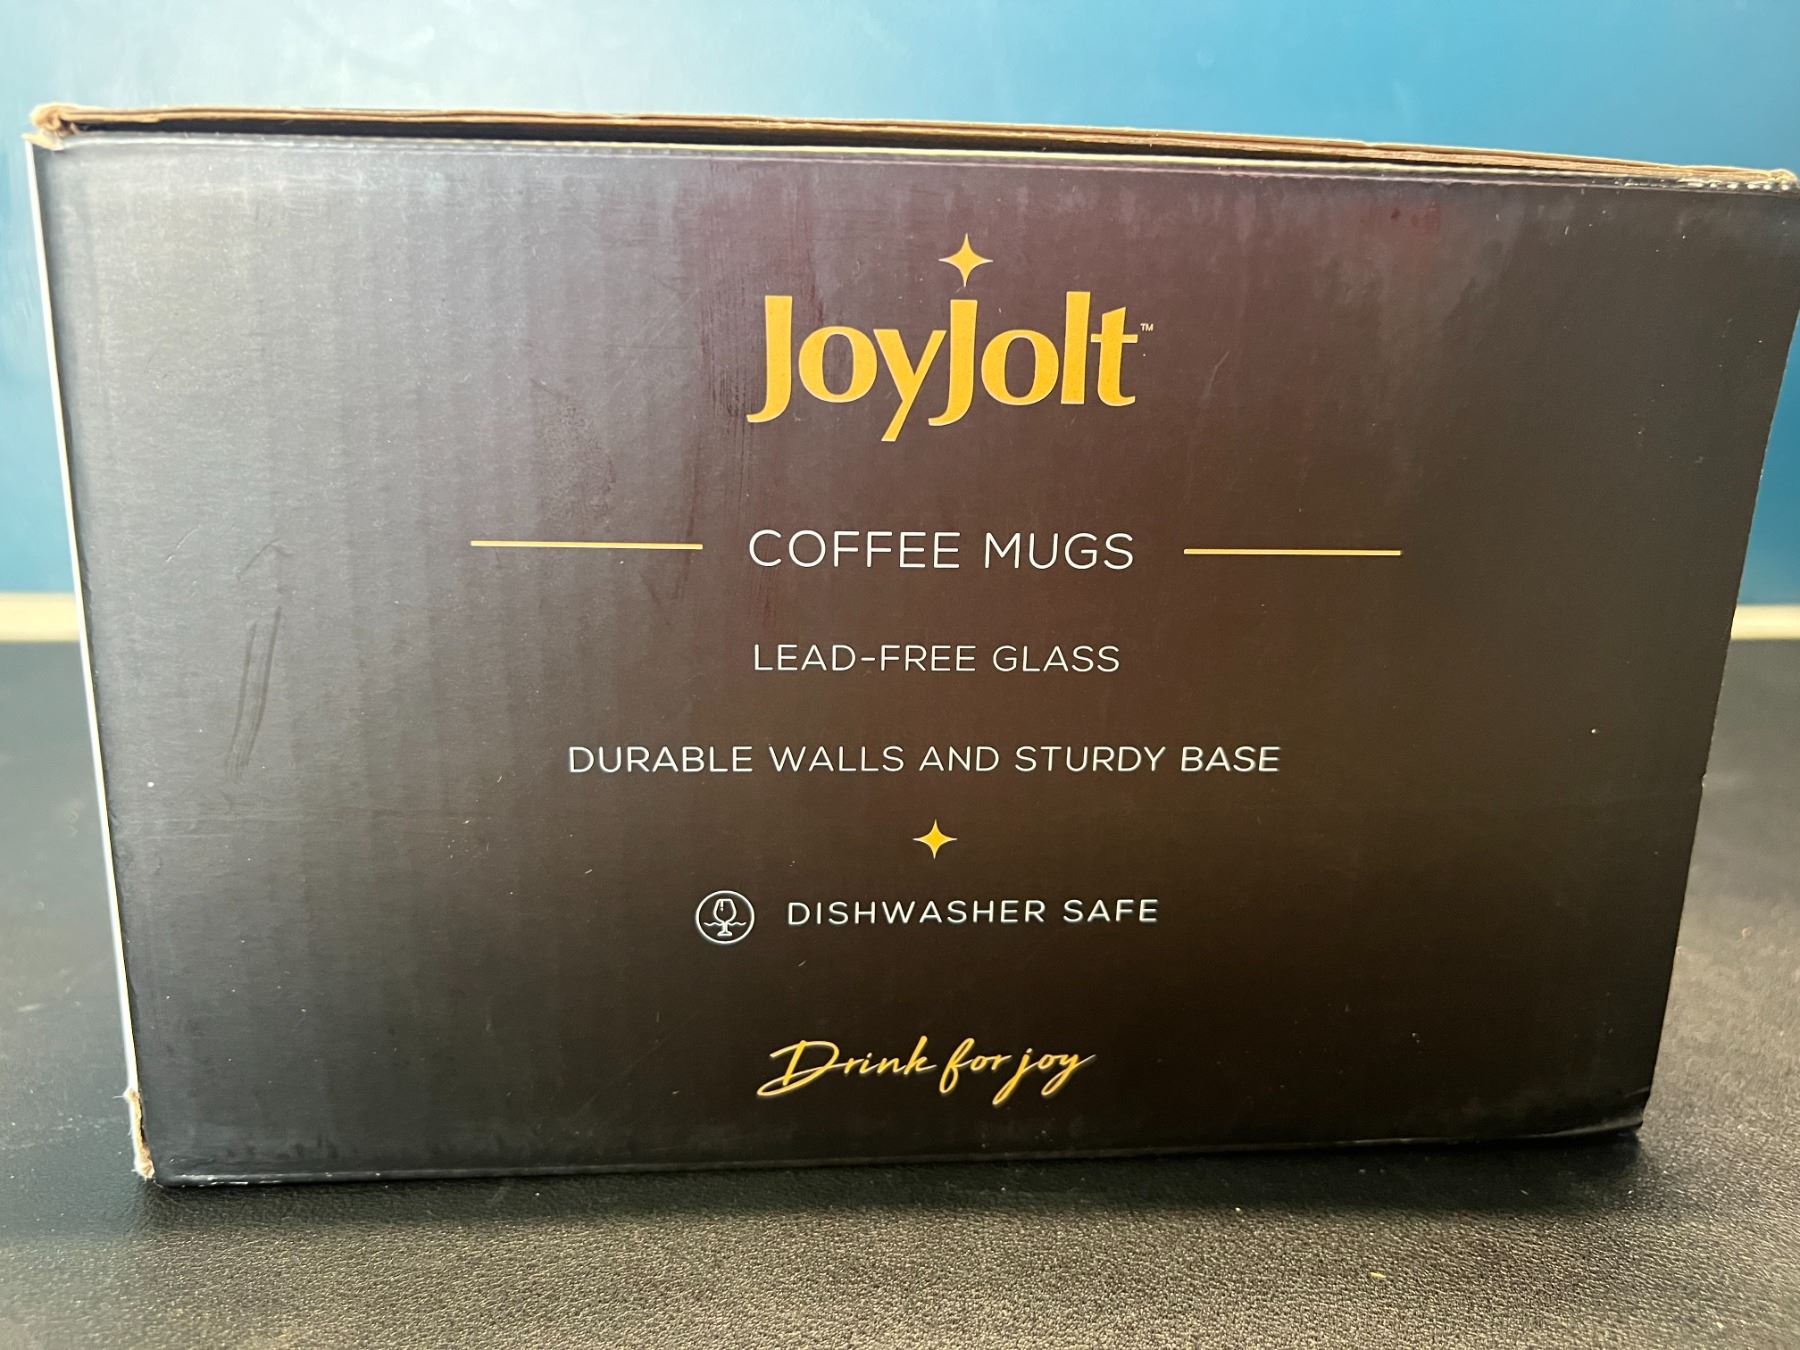 JoyJolt™
COFFEE MUGS
LEAD-FREE GLASS
DURABLE WALLS AND STURDY BASE
DISHWASHER SAFE
Drink for joy